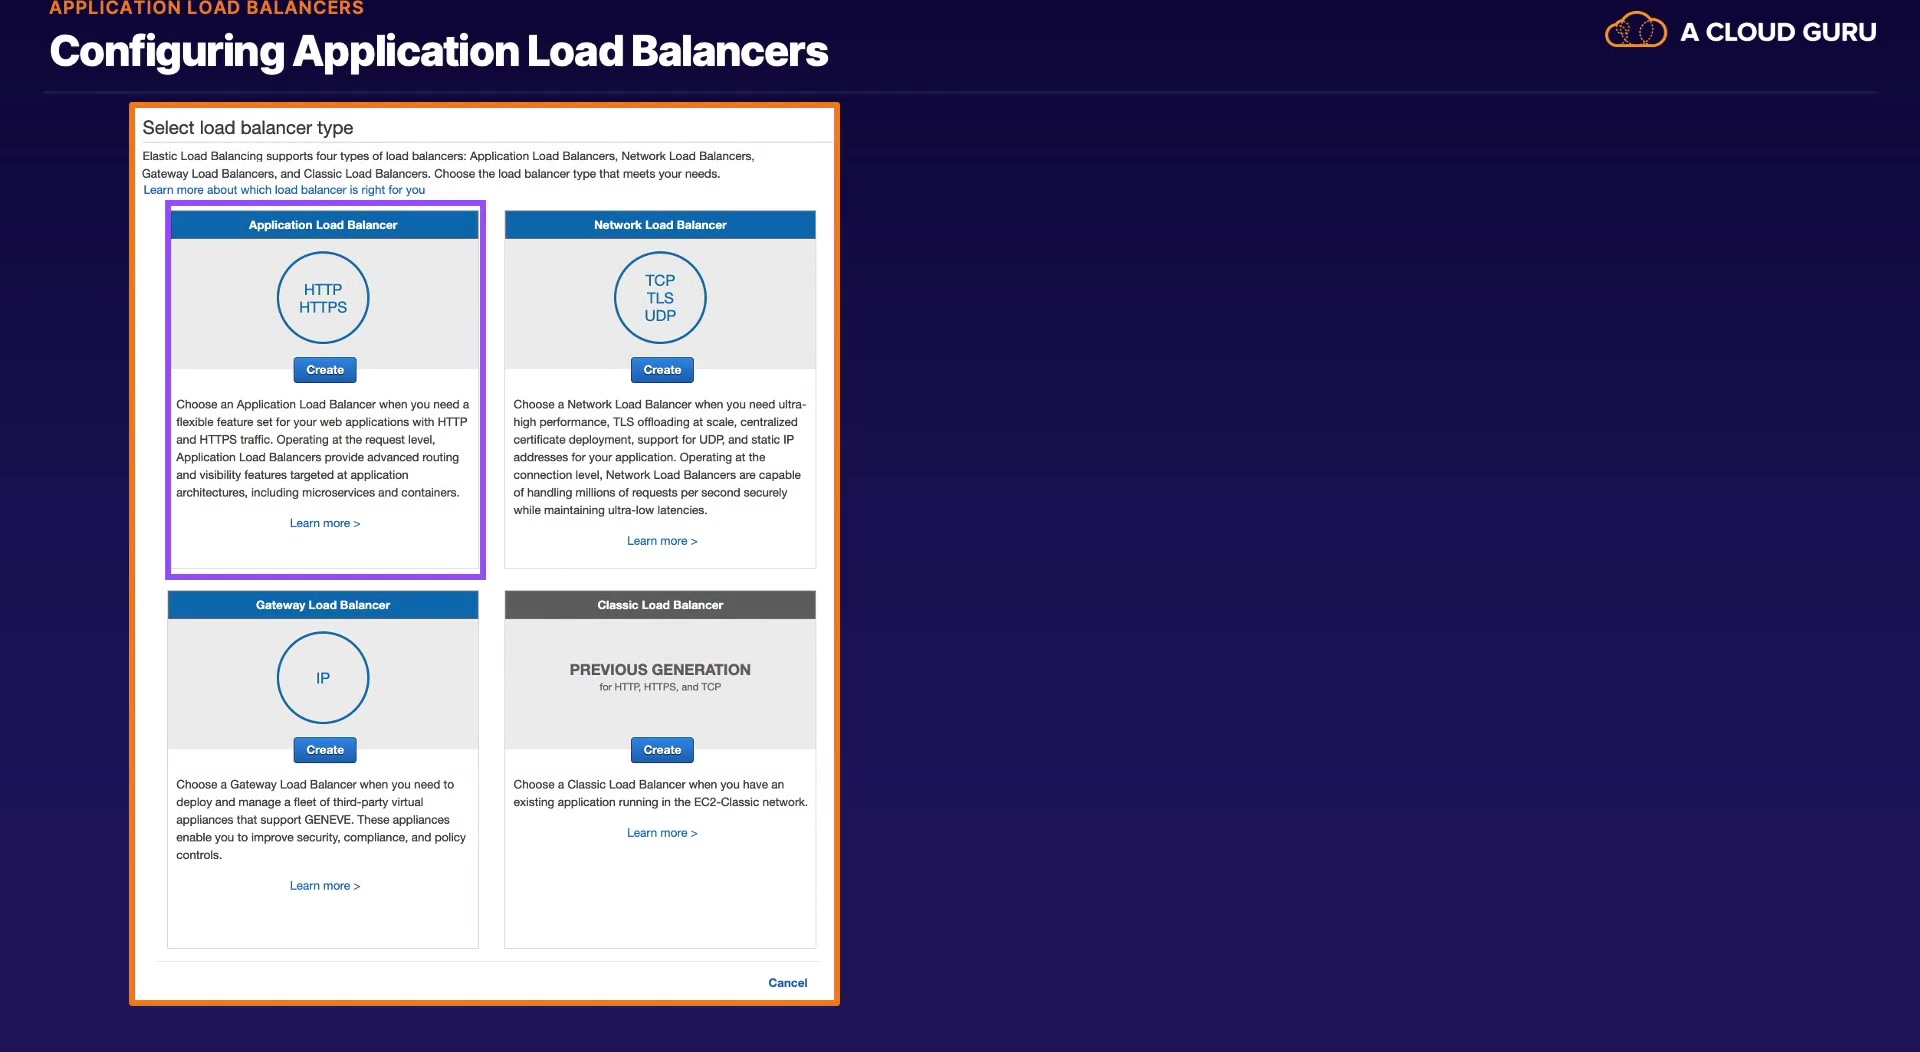 APPLICATION LOAD BALANCERS
Configuring Application Load Balancers
A CLOUD GURU
Select load balancer type
Elastic Load Balancing supports four types of load balancers: Application Load Balancers, Network Load Balancers,
Gateway Load Balancers, and Classic Load Balancers. Choose the load balancer type that meets your needs.
Learn more about which load balancer is right for you
Application Load Balancer
HTTP
HTTPS
Create
Choose an Application Load Balancer when you need a
flexible feature set for your web applications with HTTP
and HTTPS traffic. Operating at the request level,
Application Load Balancers provide advanced routing
and visibility features targeted at application
architectures, including microservices and containers.
Learn more >
Network Load Balancer
TCP
TLS
UDP
Create
Choose a Network Load Balancer when you need ultra-
high performance, TLS offloading at scale, centralized
certificate deployment, support for UDP, and static IP
addresses for your application. Operating at the
connection level, Network Load Balancers are capable
of handling millions of requests per second securely
while maintaining ultra-low latencies.
Learn more >
Gateway Load Balancer
IP
Create
Choose a Gateway Load Balancer when you need to
deploy and manage a fleet of third-party virtual
appliances that support GENEVE. These appliances
enable you to improve security, compliance, and policy
controls.
Learn more >
Classic Load Balancer
PREVIOUS GENERATION
for HTTP, HTTPS, and TCP
Create
Choose a Classic Load Balancer when you have an
existing application running in the EC2-Classic network.
Learn more >
Cancel